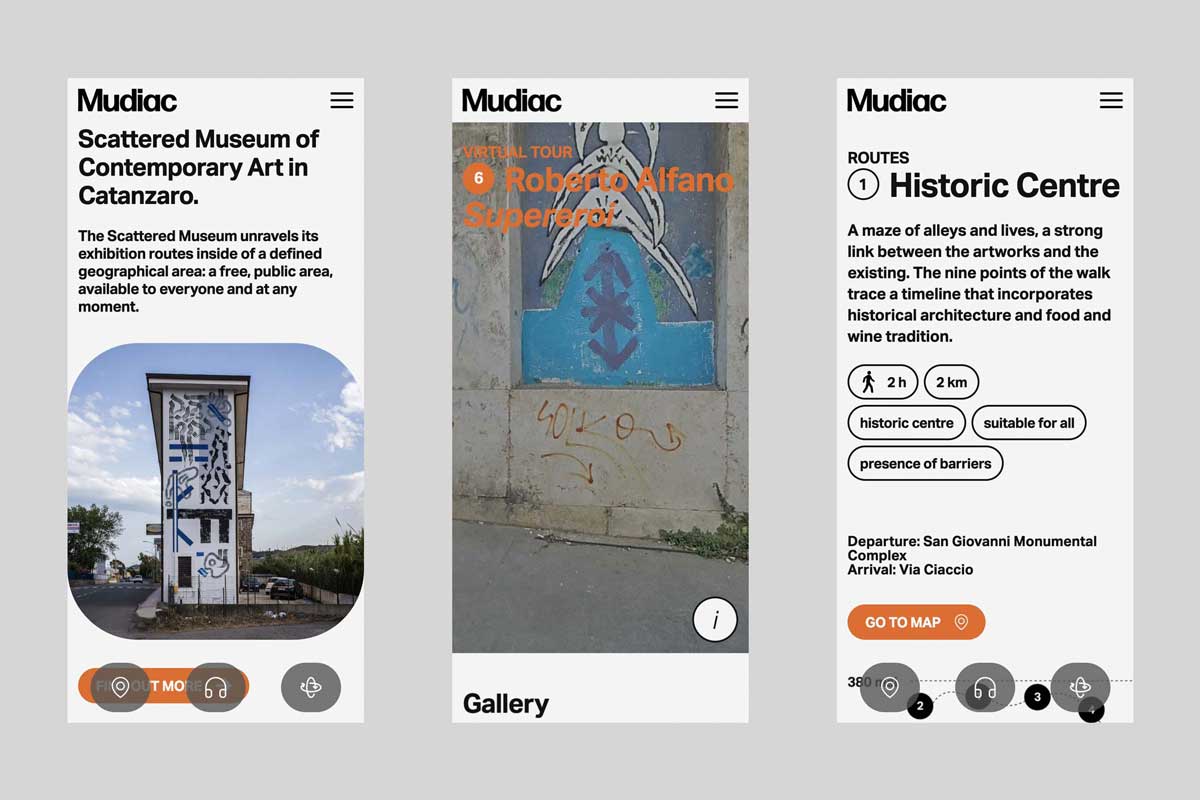 Mudiac
Scattered Museum of
Contemporary Art in
Catanzaro.
The Scattered Museum unravels its
exhibition routes inside of a defined
geographical area: a free, public area,
available to everyone and at any
moment.
FIND OUT MORE
Mudiac
VIRTUAL TOUR
6 Roberto Alfano
Supereroi
i
Gallery
Mudiac
ROUTES
1 Historic Centre
A maze of alleys and lives, a strong
link between the artworks and the
existing. The nine points of the walk
trace a timeline that incorporates
historical architecture and food and
wine tradition.
2 h
2 km
historic centre
suitable for all
presence of barriers
Departure: San Giovanni Monumental
Complex
Arrival: Via Ciaccio
GO TO MAP
380 m
2
3
4